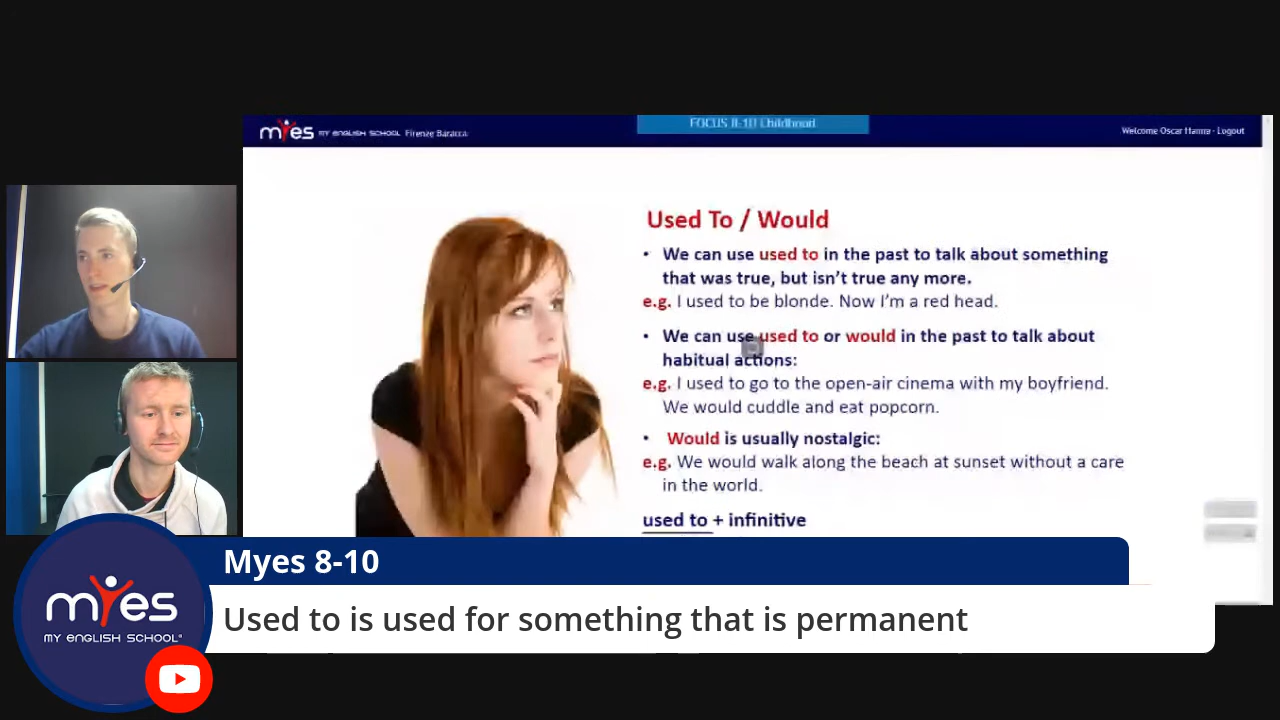 myes MY ENGLISH SCHOOL Firenze Baracca
FOCUS II-10 Childhood
Welcome Oscar Hanna - Logout
Used To / Would
• We can use used to in the past to talk about something
that was true, but isn't true any more.
e.g. I used to be blonde. Now I'm a red head.
• We can use used to or would in the past to talk about
habitual actions:
e.g. I used to go to the open-air cinema with my boyfriend.
We would cuddle and eat popcorn.
• Would is usually nostalgic:
e.g. We would walk along the beach at sunset without a care
in the world.
used to + infinitive
Myes 8-10
Used to is used for something that is permanent
myes
MY ENGLISH SCHOOL®